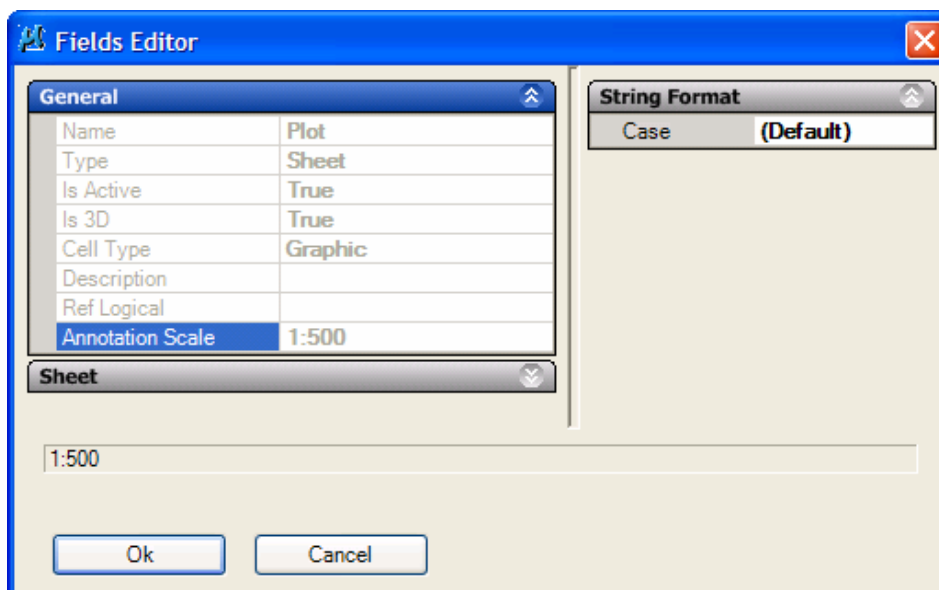 Fields Editor
General
Name Plot
Type Sheet
Is Active True
Is 3D True
Cell Type Graphic
Description
Ref Logical
Annotation Scale 1:500
Sheet
String Format
Case (Default)
1:500
Ok Cancel